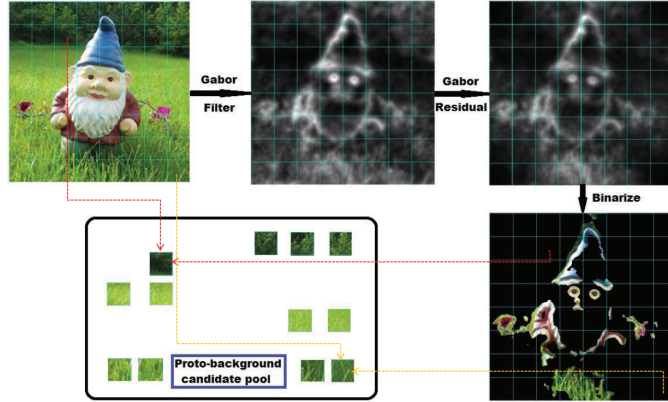 Gabor
Filter
Gabor
Residual
Binarize
Proto-background
candidate pool